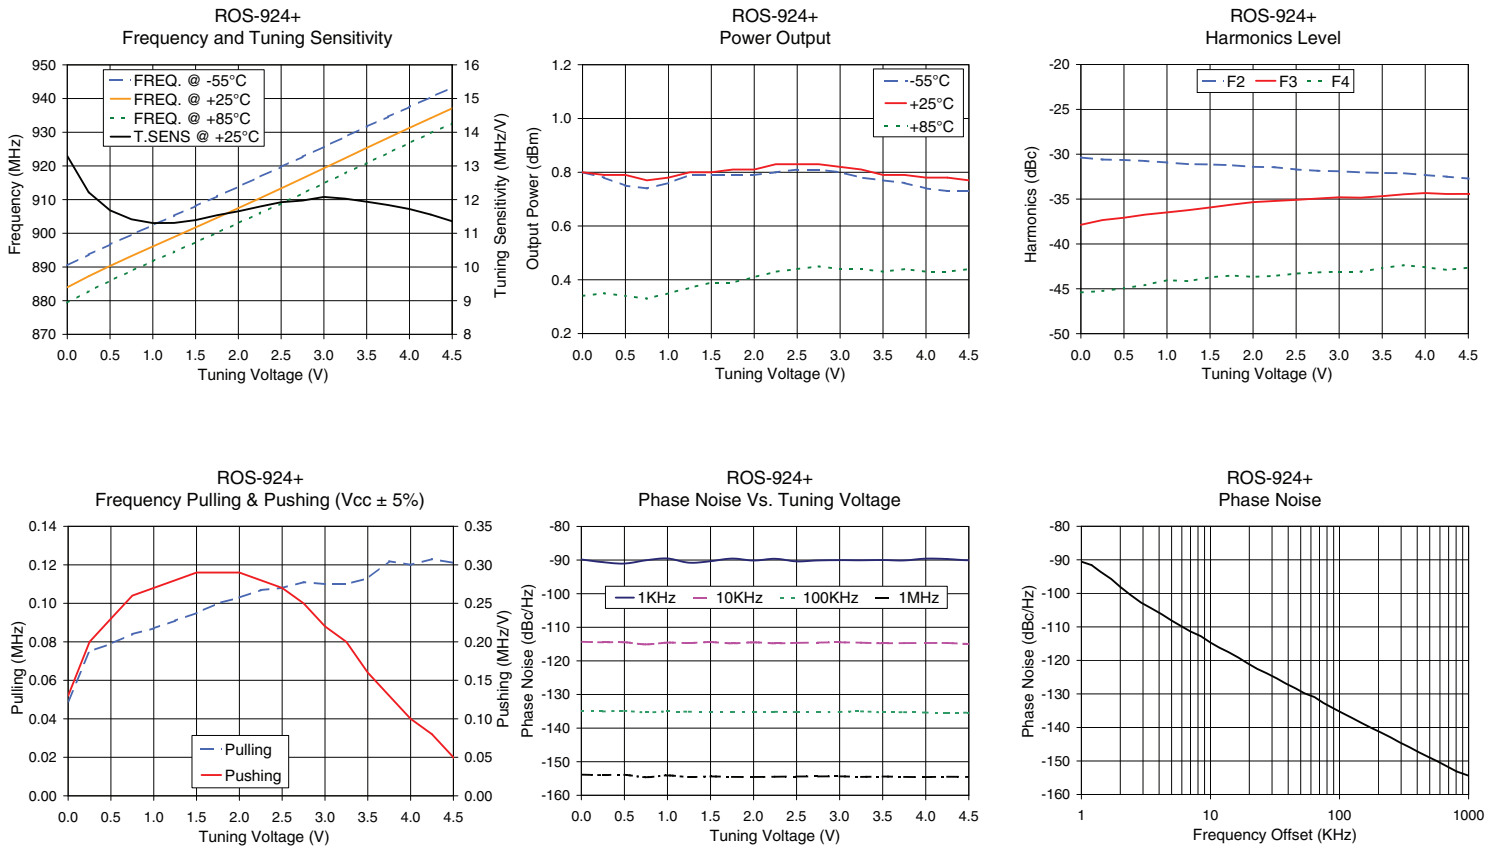 ROS-924+
Frequency and Tuning Sensitivity
950
940
930
920
910
900
890
880
870
Frequency (MHz)
FREQ. @ -55°C
FREQ. @ +25°C
FREQ. @ +85°C
T.SENS @ +25°C
16
15
14
13
12
11
10
9
8
Tuning Sensitivity (MHz/V)
0.0 0.5 1.0 1.5 2.0 2.5 3.0 3.5 4.0 4.5
Tuning Voltage (V)
ROS-924+
Power Output
1.2
1.0
0.8
0.6
0.4
0.2
Output Power (dBm)
-55°C
+25°C
+85°C
0.0 0.5 1.0 1.5 2.0 2.5 3.0 3.5 4.0 4.5
Tuning Voltage (V)
ROS-924+
Harmonics Level
-20
-25
-30
-35
-40
-45
-50
Harmonics (dBc)
F2 F3 F4
0.0 0.5 1.0 1.5 2.0 2.5 3.0 3.5 4.0 4.5
Tuning Voltage (V)
ROS-924+
Frequency Pulling & Pushing (Vcc ± 5%)
0.14
0.12
0.10
0.08
0.06
0.04
0.02
0.00
Pulling (MHz)
Pulling
Pushing
0.35
0.30
0.25
0.20
0.15
0.10
0.05
0.00
Pushing (MHz/V)
0.0 0.5 1.0 1.5 2.0 2.5 3.0 3.5 4.0 4.5
Tuning Voltage (V)
ROS-924+
Phase Noise Vs. Tuning Voltage
-80
-90
-100
-110
-120
-130
-140
-150
-160
Phase Noise (dBc/Hz)
1KHz 10KHz 100KHz 1MHz
0.0 0.5 1.0 1.5 2.0 2.5 3.0 3.5 4.0 4.5
Tuning Voltage (V)
ROS-924+
Phase Noise
-80
-90
-100
-110
-120
-130
-140
-150
-160
Phase Noise (dBc/Hz)
1 10 100 1000
Frequency Offset (KHz)